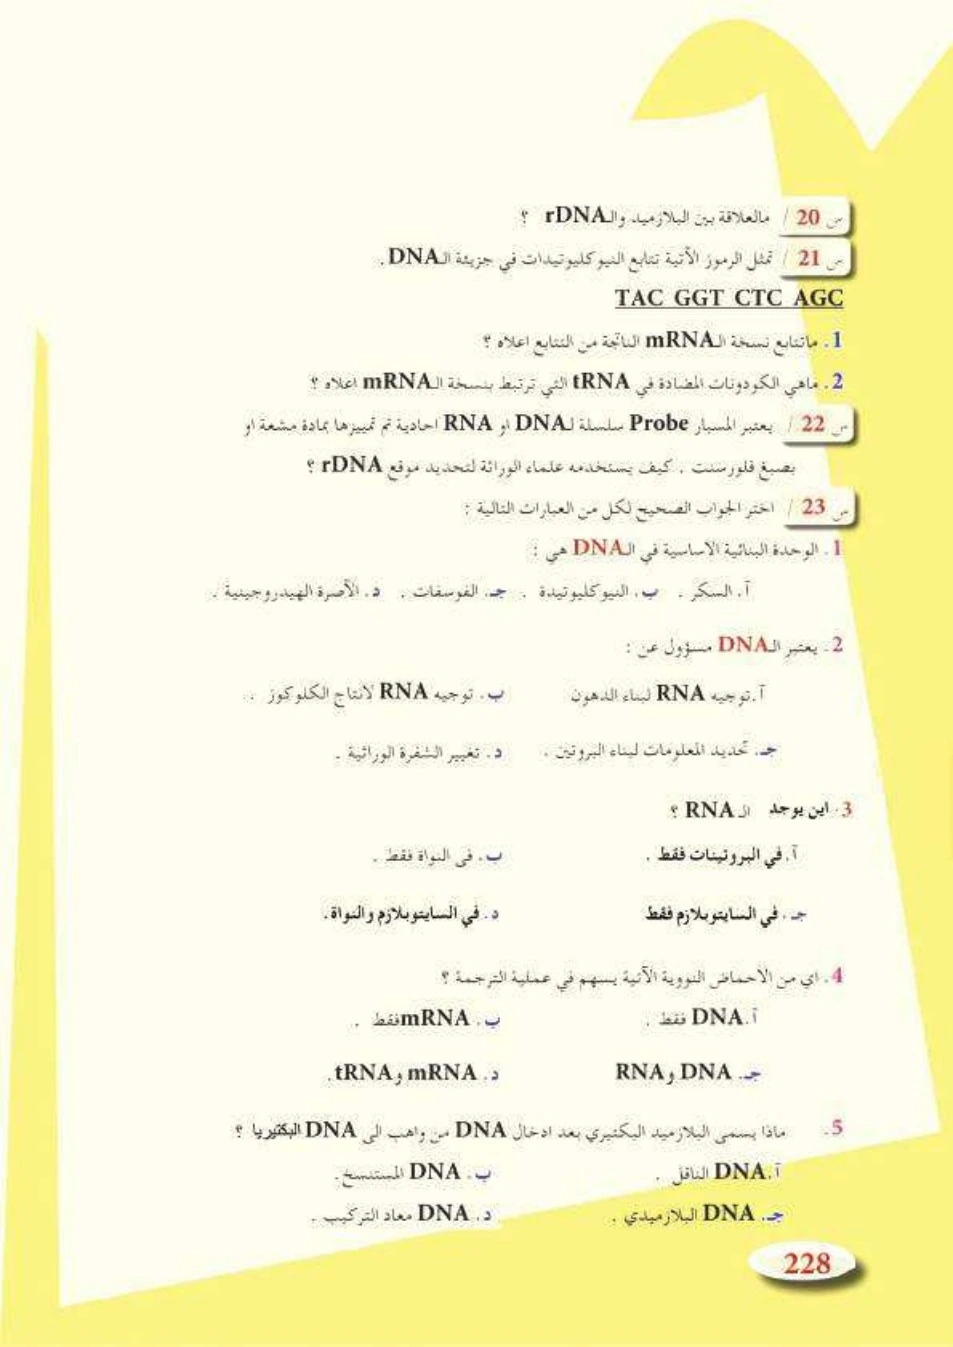 س 20 / مالعلاقة بين البلازميد والـrDNA ؟
س 21 / تمثل الرموز الآتية تتابع النيوكليوتيدات في جزيئة الـDNA .
TAC GGT CTC AGC
1. ماتتابع نسخة الـmRNA الناتجة من التتابع اعلاه ؟
2. ماهي الكودونات المضادة في tRNA التي ترتبط بنسخة الـmRNA اعلاه ؟
س 22 / يعتبر المسبار Probe سلسلة لـDNA او RNA احادية تم تمييزها بمادة مشعة او
بصبغ فلورسنت . كيف يستخدمه علماء الوراثة لتحديد موقع rDNA ؟
س 23 / اختر الجواب الصحيح لكل من العبارات التالية :
1. الوحدة البنائية الاساسية في الـDNA هي :
آ. السكر . ب. النيوكليوتيدة . جـ. الفوسفات . د. الآصرة الهيدروجينية .
2. يعتبر الـDNA مسؤول عن :
آ.توجيه RNA لبناء الدهون ب. توجيه RNA لانتاج الكلوكوز .
جـ. تحديد المعلومات لبناء البروتين . د. تغيير الشفرة الوراثية .
3. اين يوجد الـ RNA ؟
آ. في البروتينات فقط . ب. في النواة فقط .
جـ . في السايتوبلازم فقط د. في السايتوبلازم والنواة.
4. اي من الاحماض النووية الآتية يسهم في عملية الترجمة ؟
آ.DNA فقط . ب. mRNAفقط .
جـ. DNA وRNA د. mRNA وtRNA.
5. ماذا يسمى البلازميد البكتيري بعد ادخال DNA من واهب الى DNA البكتيريا ؟
آ.DNA الناقل . ب. DNA المستنسخ.
جـ. DNA البلازميدي . د. DNA معاد التركيب .
228